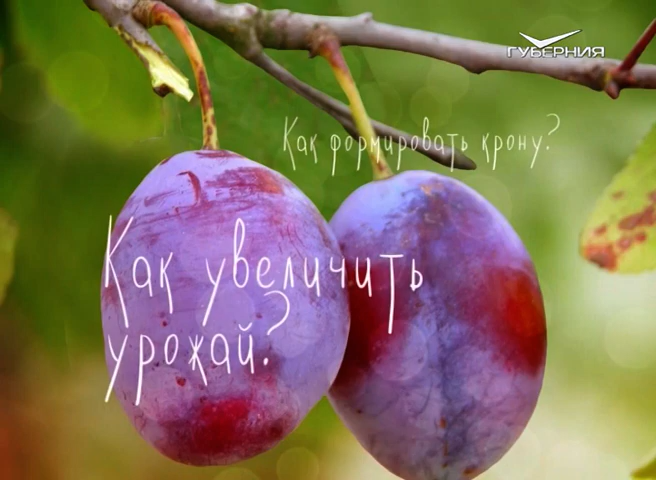 ГУБЕРНИЯ
Как формировать крону?
Как увеличить
урожай?